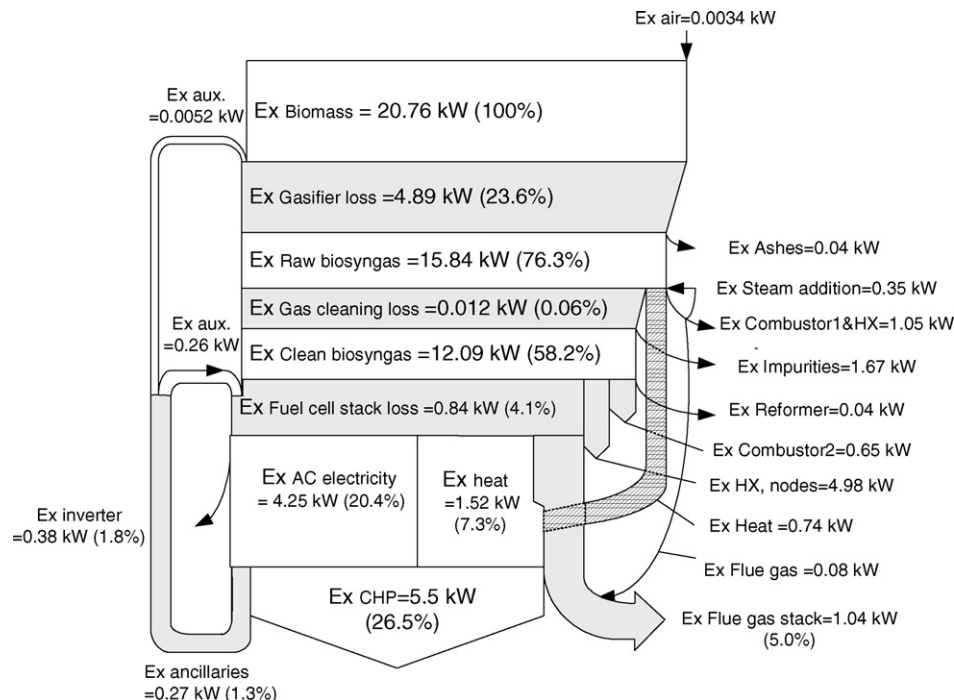 Ex air=0.0034 kW
Ex aux.
=0.0052 kW
Ex Biomass = 20.76 kW (100%)
Ex Gasifier loss =4.89 kW (23.6%)
Ex Ashes=0.04 kW
Ex Raw biosyngas =15.84 kW (76.3%)
Ex Steam addition=0.35 kW
Ex Gas cleaning loss =0.012 kW (0.06%)
Ex Combustor1&HX=1.05 kW
Ex aux.
=0.26 kW
Ex Clean biosyngas = 12.09 kW (58.2%)
Ex Impurities=1.67 kW
Ex Fuel cell stack loss =0.84 kW (4.1%)
Ex Reformer=0.04 kW
Ex Combustor2=0.65 kW
Ex AC electricity
= 4.25 kW (20.4%)
Ex heat
=1.52 kW
(7.3%)
Ex HX, nodes=4.98 kW
Ex inverter
=0.38 kW (1.8%)
Ex Heat =0.74 kW
Ex Flue gas =0.08 kW
Ex CHP=5.5 kW
(26.5%)
Ex Flue gas stack=1.04 kW
(5.0%)
Ex ancillaries
=0.27 kW (1.3%)